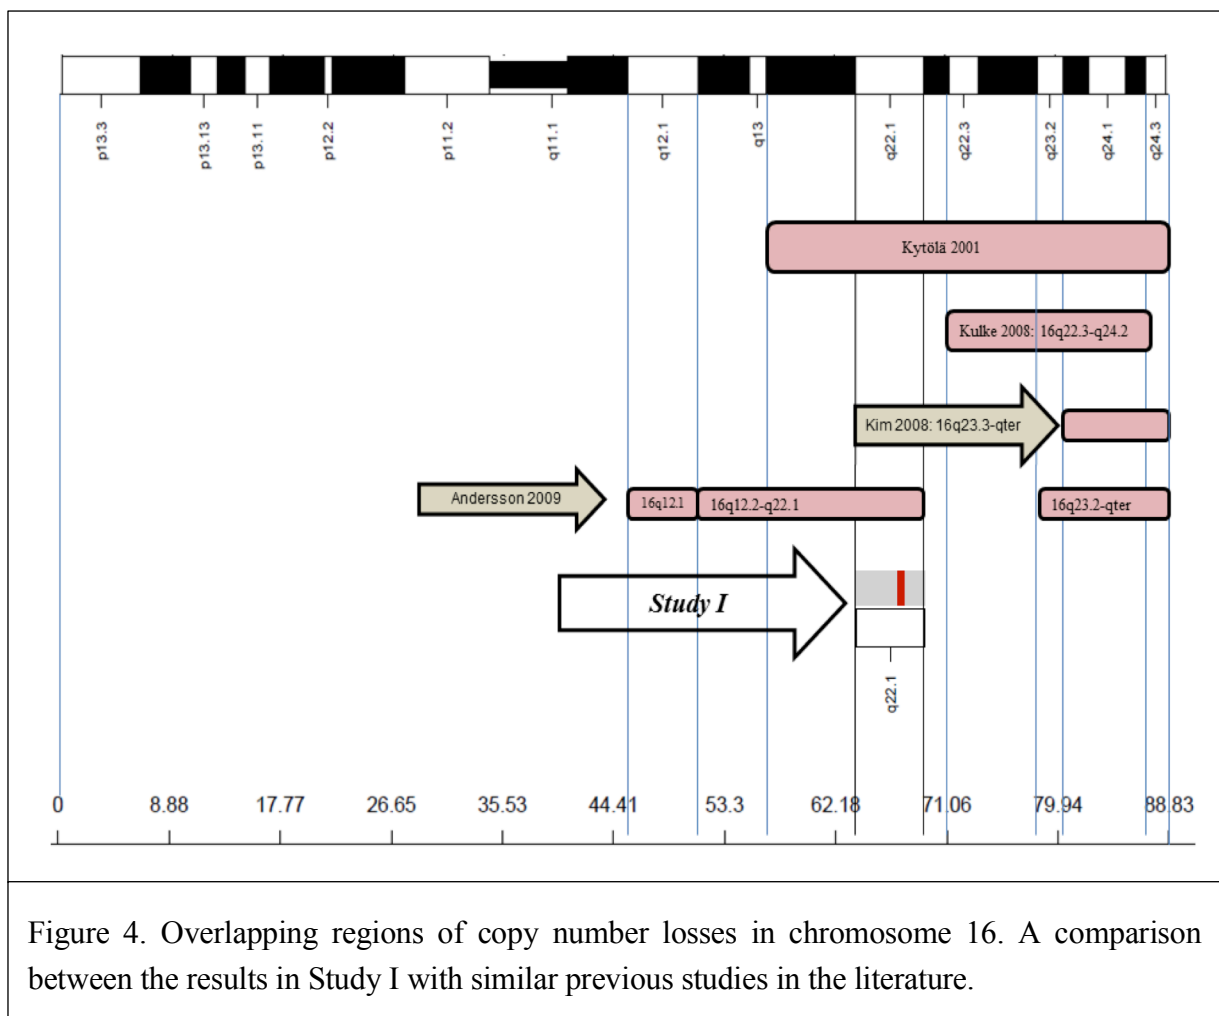 p13.3
p13.13
p13.11
p12.2
p11.2
q11.1
q12.1
q13
q22.1
q22.3
q23.2
q24.1
q24.3
Kytölä 2001
Kulke 2008: 16q22.3-q24.2
Kim 2008: 16q23.3-qter
Andersson 2009
16q12.1
16q12.2-q22.1
16q23.2-qter
Study I
q22.1
0 8.88 17.77 26.65 35.53 44.41 53.3 62.18 71.06 79.94 88.83
Figure 4. Overlapping regions of copy number losses in chromosome 16. A comparison
between the results in Study I with similar previous studies in the literature.